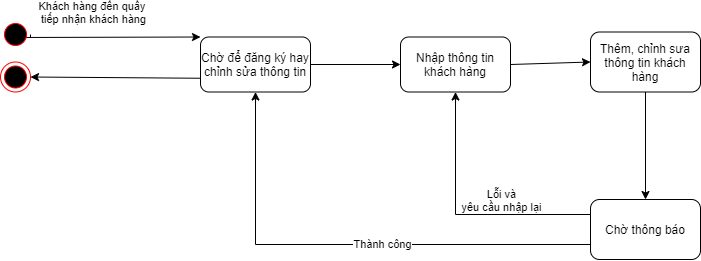 Khách hàng đến quầy
tiếp nhận khách hàng
Chờ để đăng ký hay
chỉnh sửa thông tin
Nhập thông tin
khách hàng
Thêm, chỉnh sưa
thông tin khách
hàng
Lỗi và
yêu cầu nhập lại
Chờ thông báo
Thành công